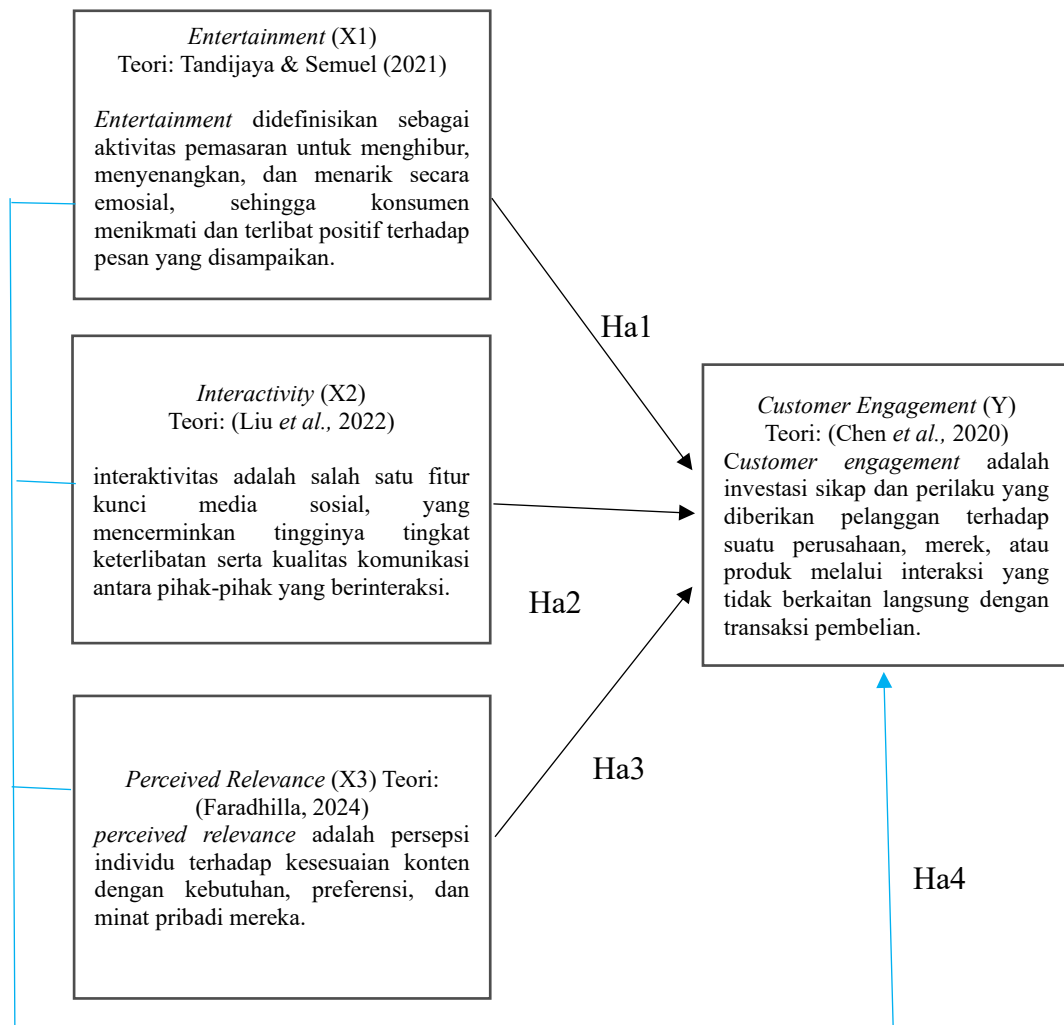 Entertainment (X1)
Teori: Tandijaya & Semuel (2021)
Entertainment didefinisikan sebagai
aktivitas pemasaran untuk menghibur,
menyenangkan, dan menarik secara
emosial, sehingga konsumen
menikmati dan terlibat positif terhadap
pesan yang disampaikan.
Ha1
Interactivity (X2)
Teori: (Liu et al., 2022)
interaktivitas adalah salah satu fitur
kunci media sosial, yang
mencerminkan tingginya tingkat
keterlibatan serta kualitas komunikasi
antara pihak-pihak yang berinteraksi.
Ha2
Customer Engagement (Y)
Teori: (Chen et al., 2020)
Customer engagement adalah
investasi sikap dan perilaku yang
diberikan pelanggan terhadap
suatu perusahaan, merek, atau
produk melalui interaksi yang
tidak berkaitan langsung dengan
transaksi pembelian.
Perceived Relevance (X3) Teori:
(Faradhilla, 2024)
perceived relevance adalah persepsi
individu terhadap kesesuaian konten
dengan kebutuhan, preferensi, dan
minat pribadi mereka.
Ha3
Ha4